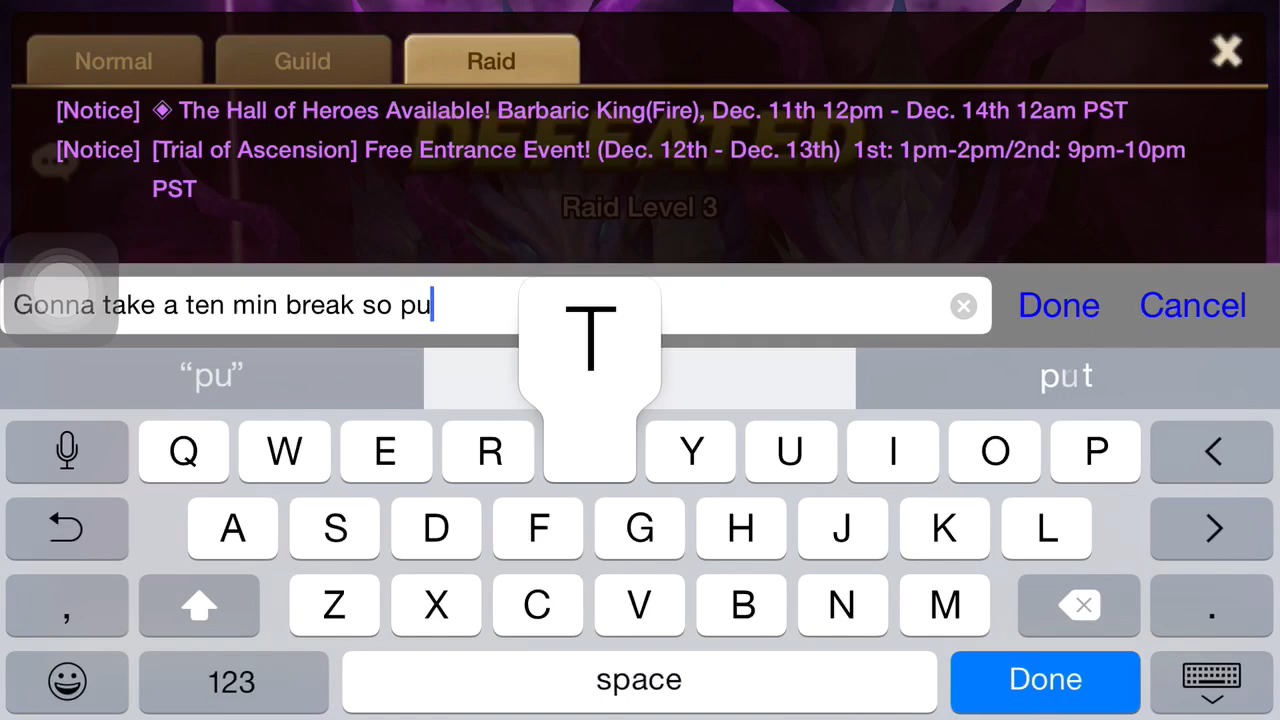 Normal Guild Raid
[Notice] ◈ The Hall of Heroes Available! Barbaric King(Fire), Dec. 11th 12pm - Dec. 14th 12am PST
[Notice] [Trial of Ascension] Free Entrance Event! (Dec. 12th - Dec. 13th) 1st: 1pm-2pm/2nd: 9pm-10pm
PST
DEFEATED
Raid Level 3
Gonna take a ten min break so pu Done Cancel
“pu” put
T
Q W E R Y U I O P <
A S D F G H J K L >
, Z X C V B N M .
123 space Done